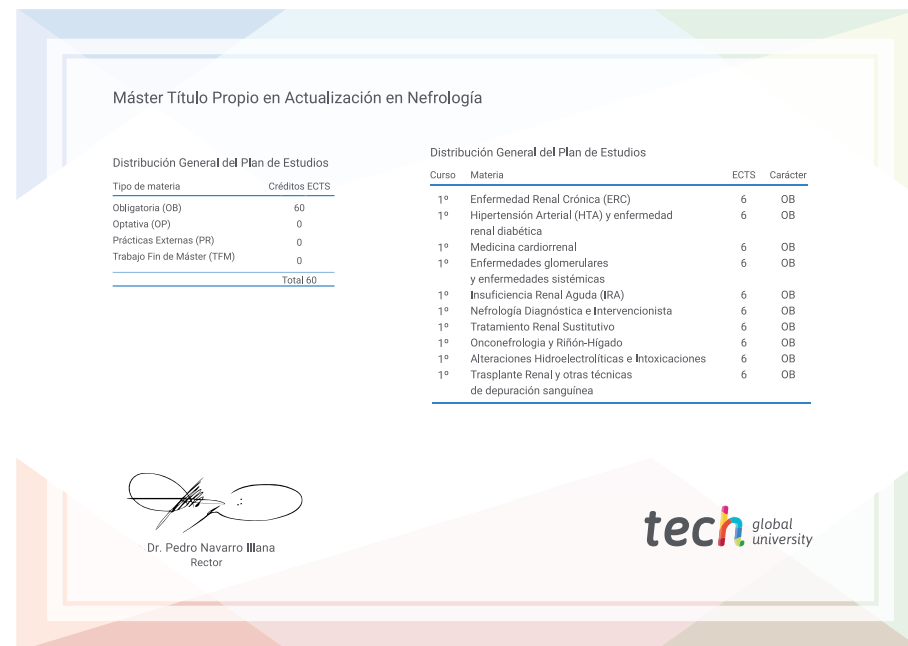 Máster Título Propio en Actualización en Nefrología
Distribución General del Plan de Estudios
Tipo de materia Créditos ECTS
Obligatoria (OB) 60
Optativa (OP) 0
Prácticas Externas (PR) 0
Trabajo Fin de Máster (TFM) 0
Total 60
Distribución General del Plan de Estudios
Curso Materia ECTS Carácter
1º Enfermedad Renal Crónica (ERC) 6 OB
1º Hipertensión Arterial (HTA) y enfermedad 6 OB
renal diabética
1º Medicina cardiorrenal 6 OB
1º Enfermedades glomerulares 6 OB
y enfermedades sistémicas
1º Insuficiencia Renal Aguda (IRA) 6 OB
1º Nefrología Diagnóstica e Intervencionista 6 OB
1º Tratamiento Renal Sustitutivo 6 OB
1º Onconefrologia y Riñón-Hígado 6 OB
1º Alteraciones Hidroelectrolíticas e Intoxicaciones 6 OB
1º Trasplante Renal y otras técnicas 6 OB
de depuración sanguínea
Dr. Pedro Navarro Illana
Rector
tech global
university